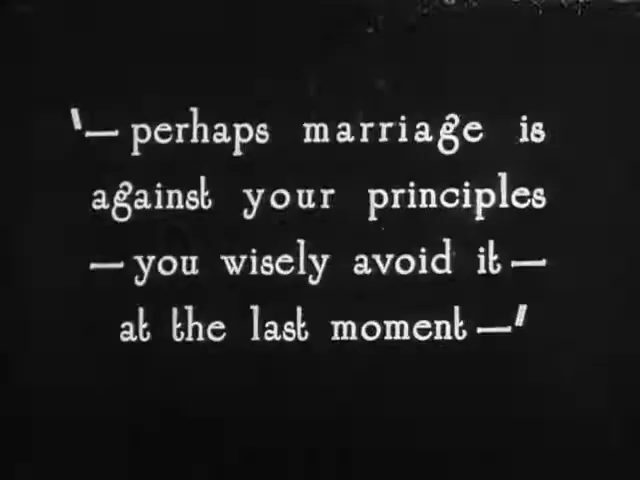 "— perhaps marriage is
against your principles
— you wisely avoid it —
at the last moment —"